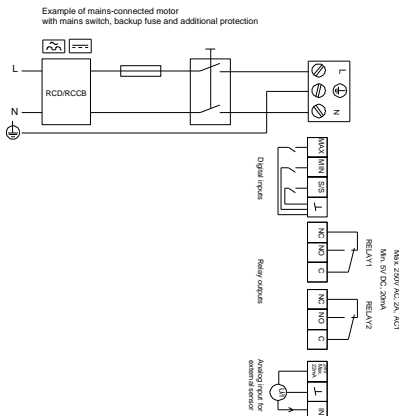 Example of mains-connected motor
with mains switch, backup fuse and additional protection
L
RCD/RCCB
N
L
N
MAX
MIN
S/S
Digital inputs
Max. 250V AC, 2A, AC1
Min. 5V DC, 20mA
RELAY1
NC
NO
C
Relay outputs
RELAY2
NC
NO
C
Analog input for
external sensor
Max.
22mA
U/I
IN